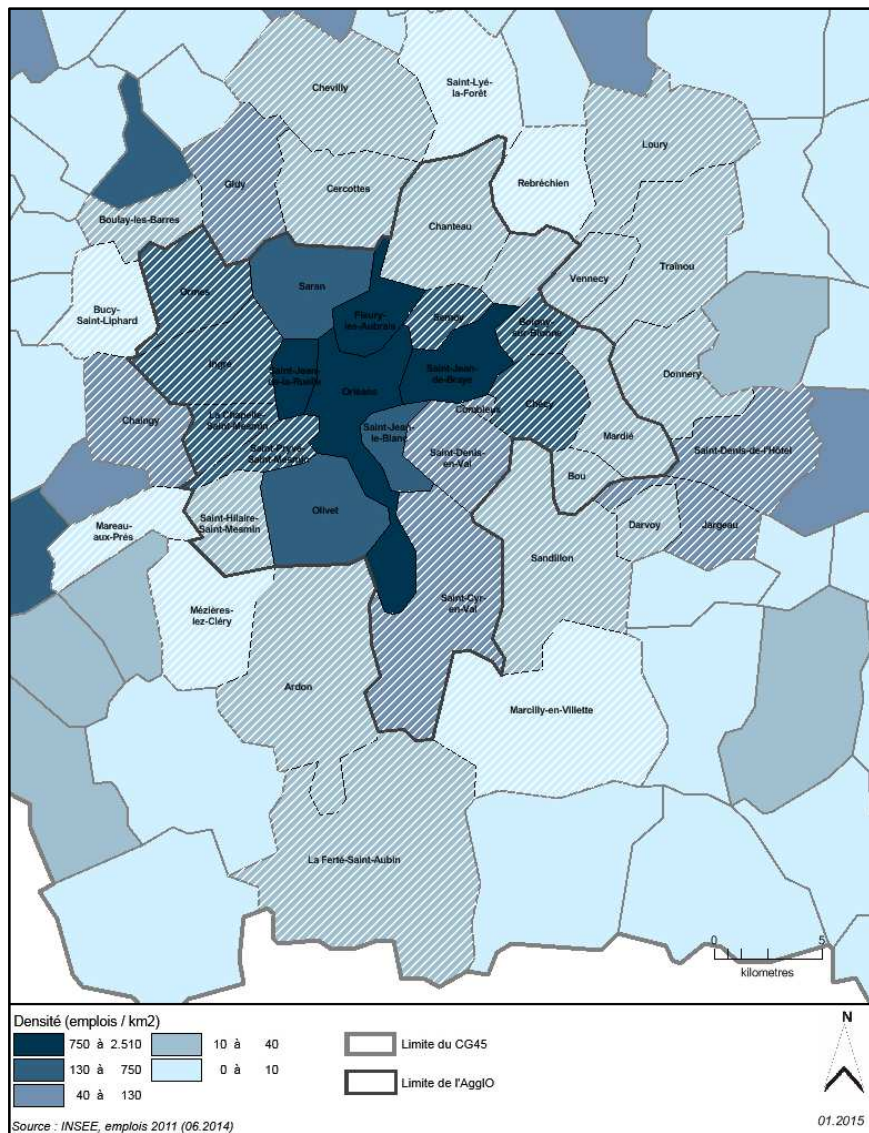 Chevilly
Saint-Lyé-
la-Forêt
Loury
Gidy
Cercottes
Rebréchien
Boulay-les-Barres
Chanteau
Vennecy
Traînou
Bucy-
Saint-Liphard
Ormes
Saran
Fleury-
les-Aubrais
Semoy
Boigny-
sur-Bionne
Ingré
Saint-Jean-
de-la-Ruelle
Orléans
Saint-Jean-
de-Braye
Donnery
Chaingy
La Chapelle-
Saint-Mesmin
Combleux
Chécy
Saint-Pryvé-
Saint-Mesmin
Saint-Jean-
le-Blanc
Saint-Denis-
en-Val
Mardié
Saint-Denis-de-l'Hôtel
Bou
Mareau-
aux-Prés
Saint-Hilaire-
Saint-Mesmin
Olivet
Darvoy
Jargeau
Sandillon
Mézières-
lez-Cléry
Saint-Cyr-
en-Val
Ardon
Marcilly-en-Villette
La Ferté-Saint-Aubin
0 5
kilometres
Densité (emplois / km2)
750 à 2.510
10 à 40
130 à 750
0 à 10
40 à 130
Limite du CG45
Limite de l'AgglO
N
Source : INSEE, emplois 2011 (06.2014)
01.2015